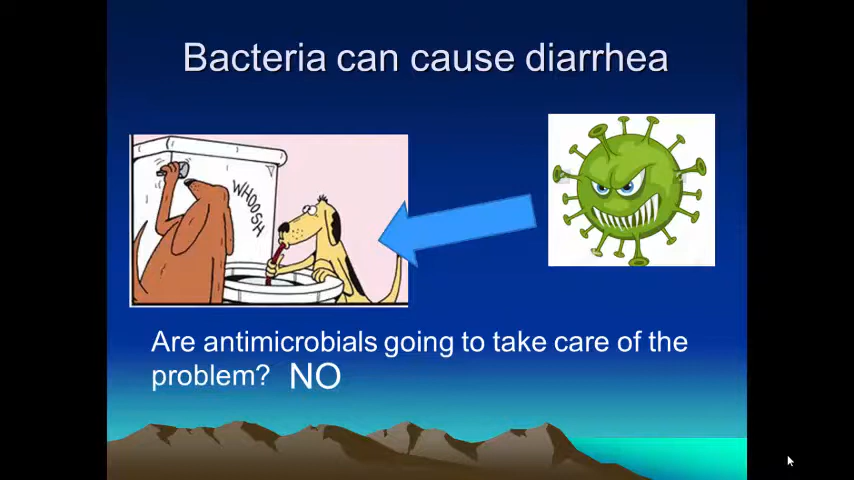 Bacteria can cause diarrhea
WHOOSH
Are antimicrobials going to take care of the
problem? NO